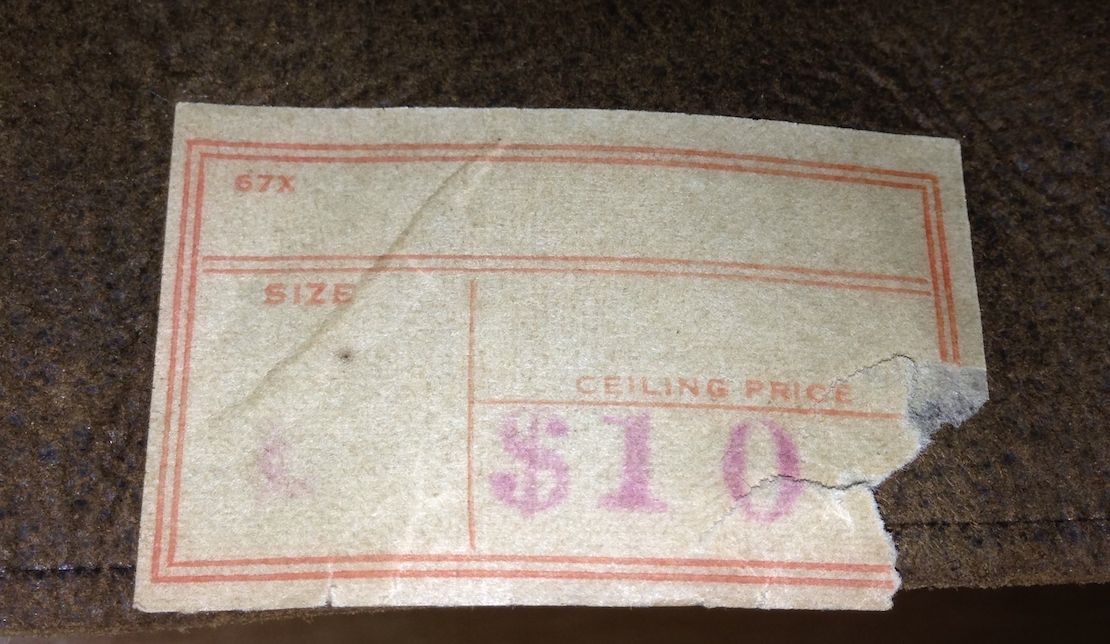 67X
SIZE
CEILING PRICE
$10